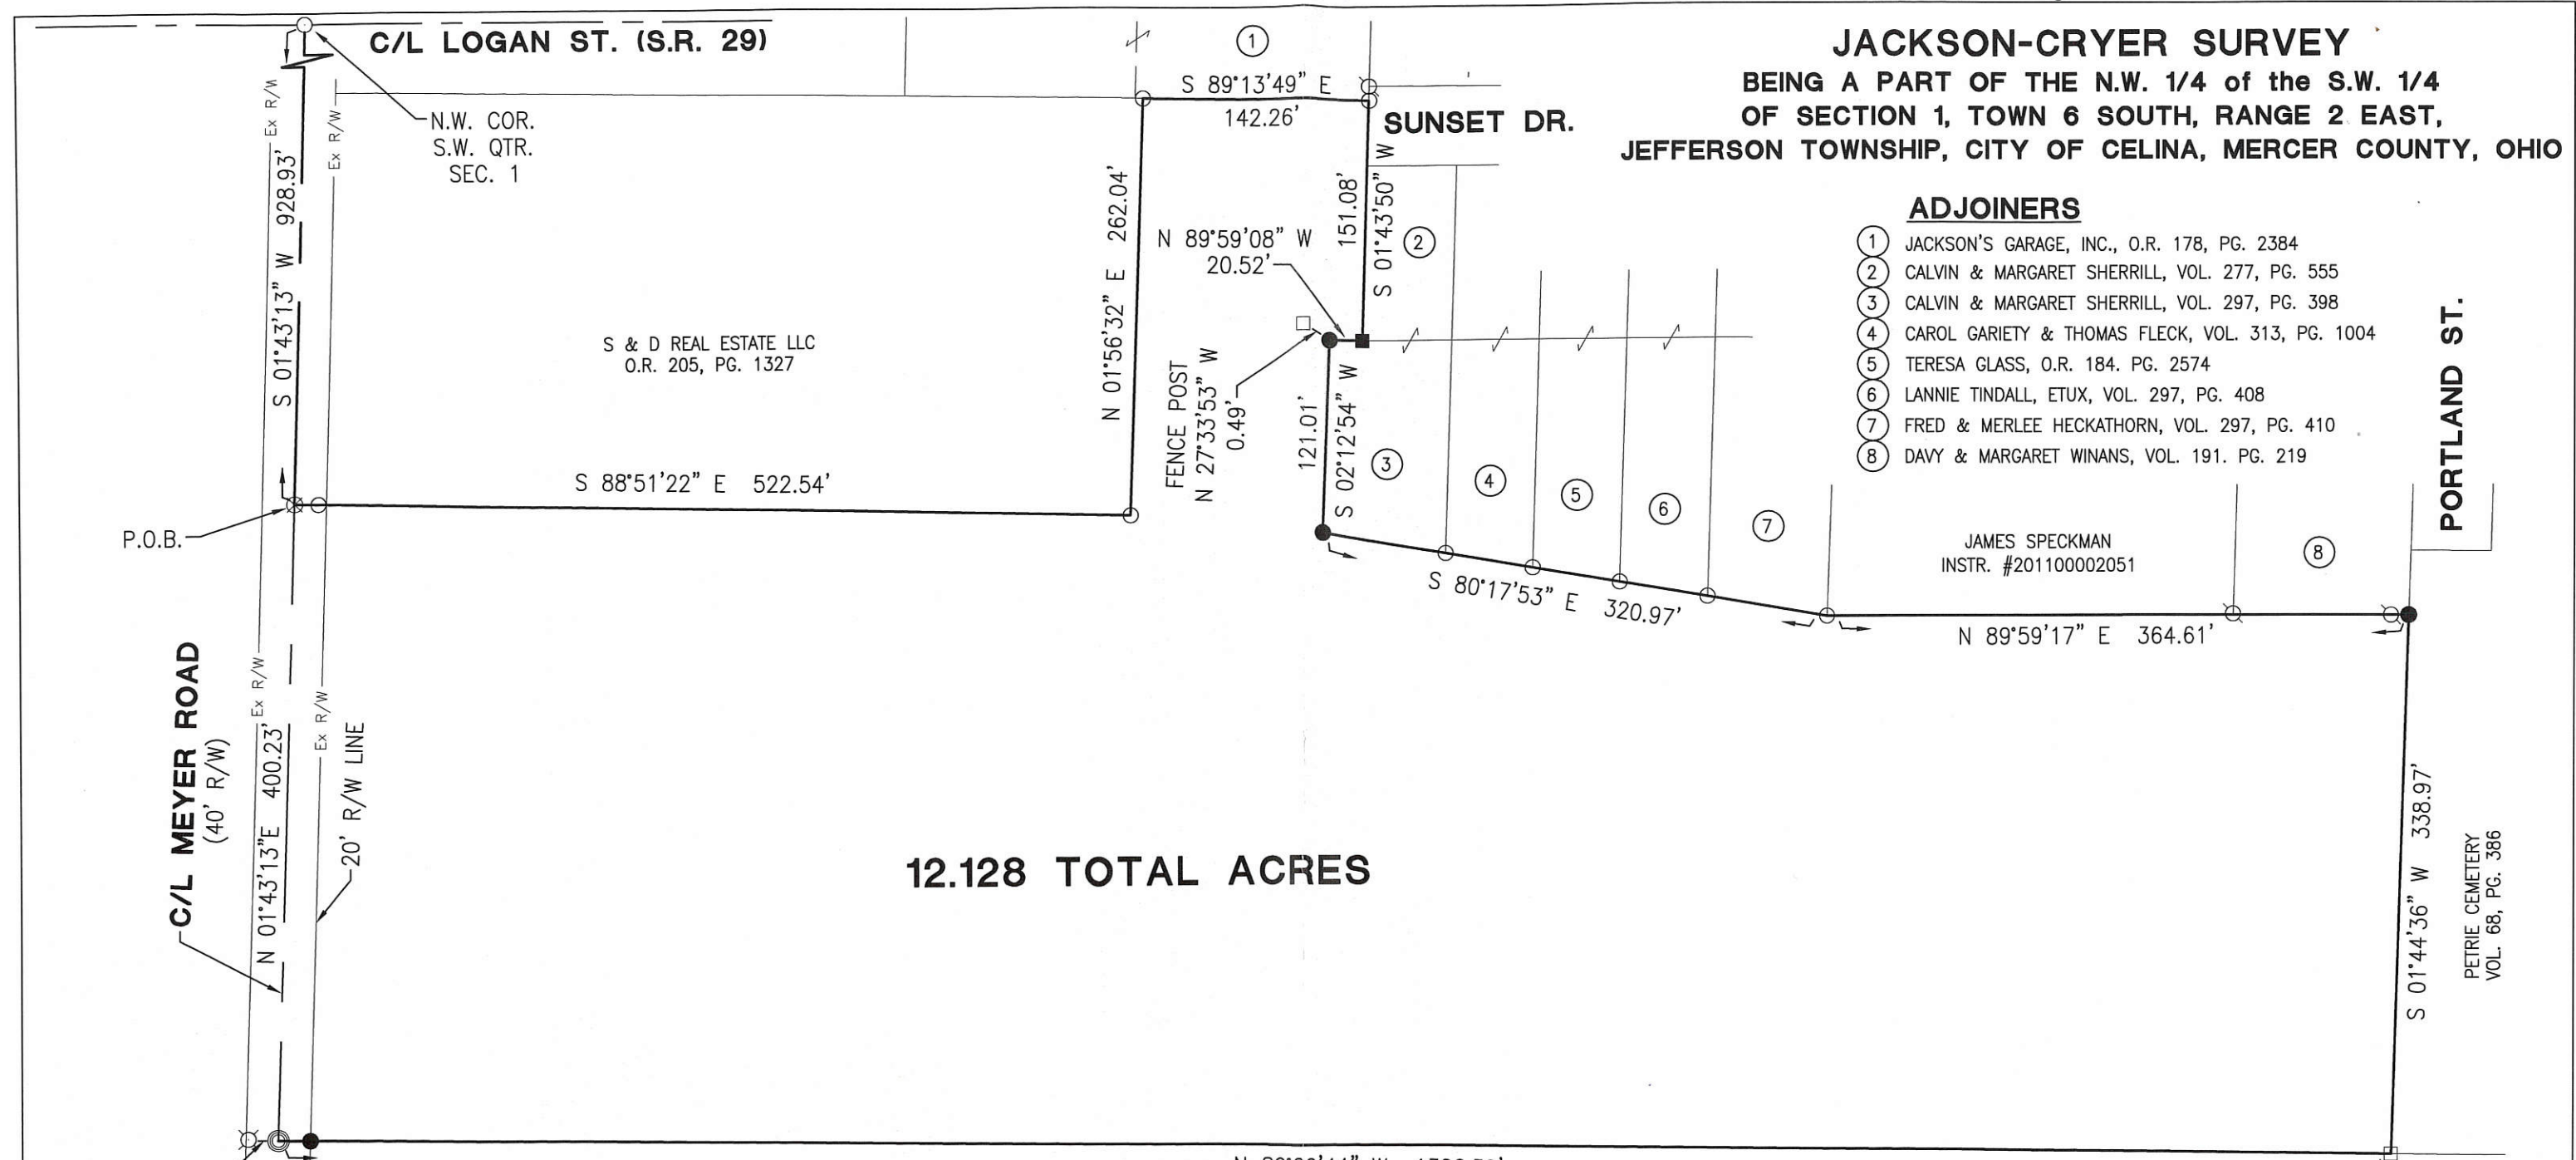 C/L LOGAN ST. (S.R. 29)
JACKSON-CRYER SURVEY
BEING A PART OF THE N.W. 1/4 of the S.W. 1/4
OF SECTION 1, TOWN 6 SOUTH, RANGE 2 EAST,
JEFFERSON TOWNSHIP, CITY OF CELINA, MERCER COUNTY, OHIO
1
S 89°13'49" E
142.26'
SUNSET DR.
N.W. COR.
S.W. QTR.
SEC. 1
Ex R/W
Ex R/W
S 01°43'13" W 928.93'
S & D REAL ESTATE LLC
O.R. 205, PG. 1327
N 01°56'32" E 262.04'
N 89°59'08" W
20.52'
151.08'
S 01°43'50" W
2
ADJOINERS
1 JACKSON'S GARAGE, INC., O.R. 178, PG. 2384
2 CALVIN & MARGARET SHERRILL, VOL. 277, PG. 555
3 CALVIN & MARGARET SHERRILL, VOL. 297, PG. 398
4 CAROL GARIETY & THOMAS FLECK, VOL. 313, PG. 1004
5 TERESA GLASS, O.R. 184. PG. 2574
6 LANNIE TINDALL, ETUX, VOL. 297, PG. 408
7 FRED & MERLEE HECKATHORN, VOL. 297, PG. 410
8 DAVY & MARGARET WINANS, VOL. 191. PG. 219
PORTLAND ST.
FENCE POST
N 27°33'53" W
0.49'
121.01'
S 02°12'54" W
3
4
5
6
7
JAMES SPECKMAN
INSTR. #201100002051
8
S 88°51'22" E 522.54'
P.O.B.
S 80°17'53" E 320.97'
N 89°59'17" E 364.61'
C/L MEYER ROAD
(40' R/W)
Ex R/W
N 01°43'13"E 400.23'
Ex R/W
20' R/W LINE
12.128 TOTAL ACRES
S 01°44'36" W 338.97'
PETRIE CEMETERY
VOL. 68, PG. 386